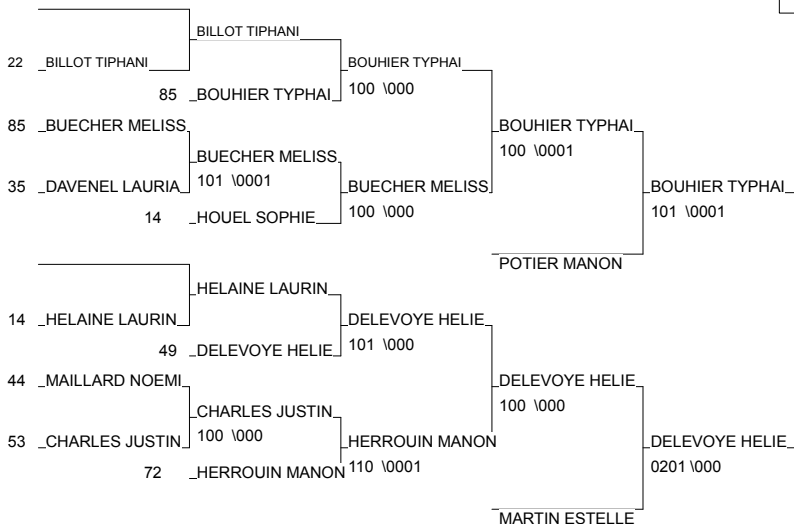 BILLOT TIPHANI
22 BILLOT TIPHANI BOUHIER TYPHAI
85 BOUHIER TYPHAI 100 \000
85 BUECHER MELISS BOUHIER TYPHAI
BUECHER MELISS 100 \0001
101 \0001
35 DAVENEL LAURIA BUECHER MELISS BOUHIER TYPHAI
14 HOUEL SOPHIE 100 \000 101 \0001
POTIER MANON
HELAINE LAURIN
14 HELAINE LAURIN DELEVOYE HELIE
49 DELEVOYE HELIE 101 \000
44 MAILLARD NOEMI DELEVOYE HELIE
CHARLES JUSTIN 100 \000
100 \000
53 CHARLES JUSTIN HERROUIN MANON DELEVOYE HELIE
72 HERROUIN MANON 110 \0001 0201 \000
MARTIN ESTELLE